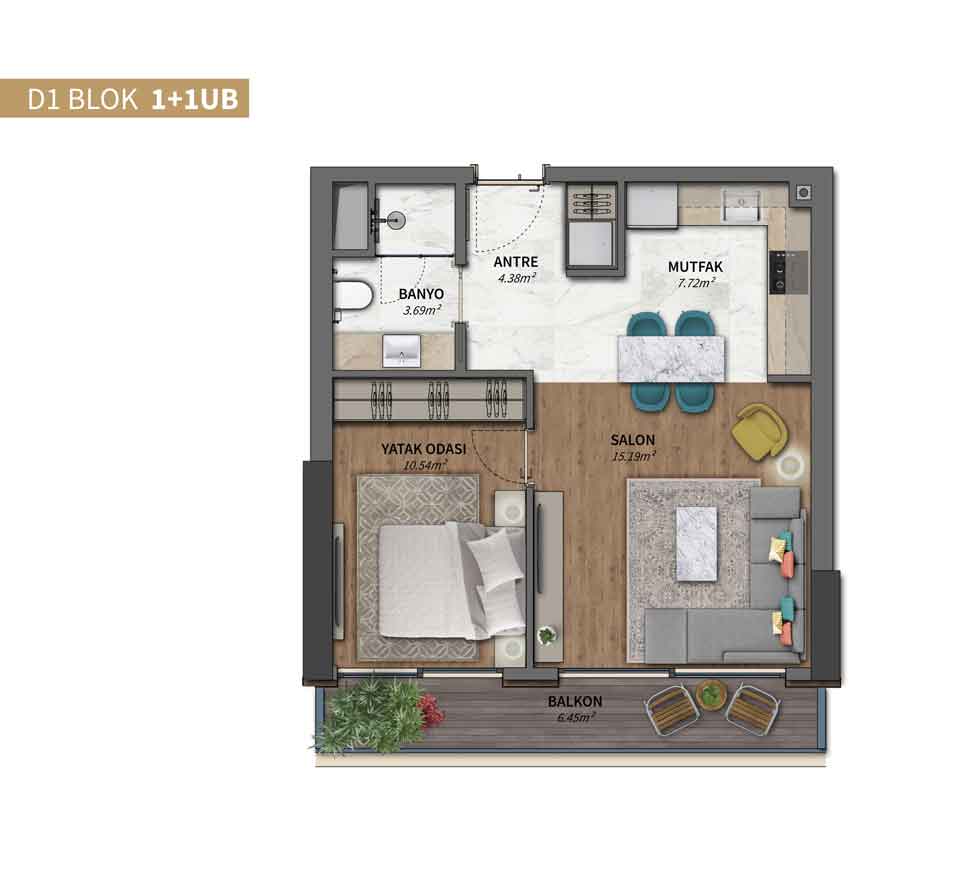 D1 BLOK 1+1UB
ANTRE
4.38m²
MUTFAK
7.72m²
BANYO
3.69m²
YATAK ODASI
10.54m²
SALON
15.19m²
BALKON
6.45m²